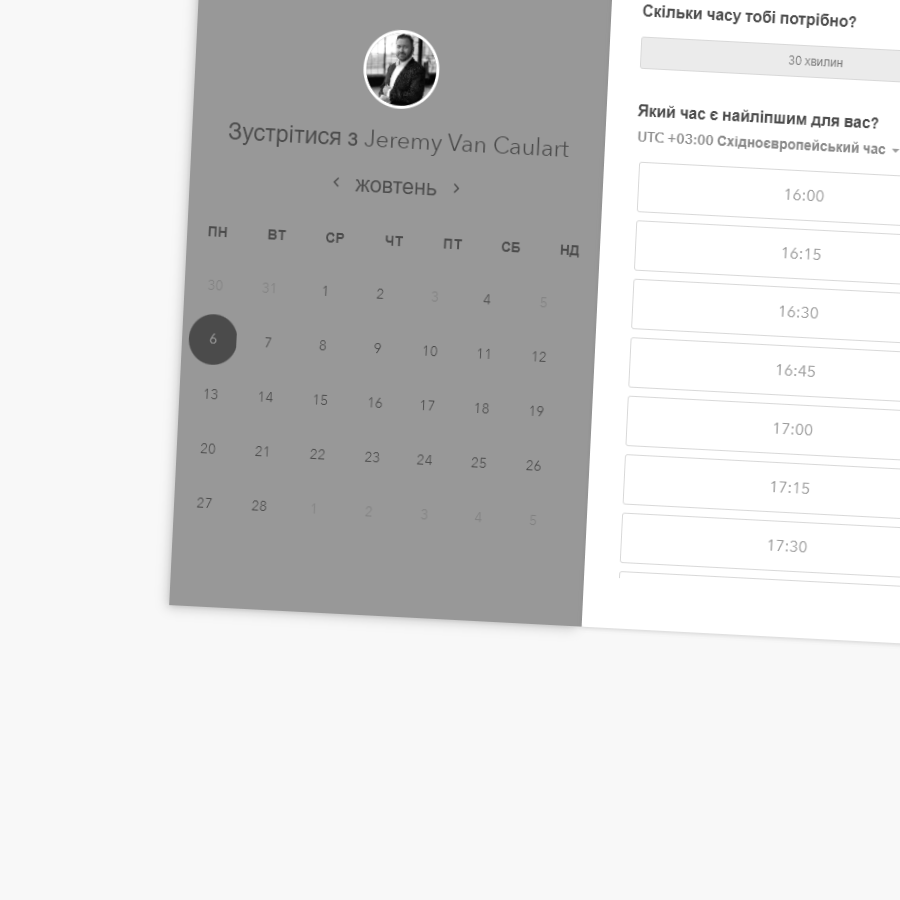 Зустрітися з Jeremy Van Caulart
‹ жовтень ›
ПН ВТ СР ЧТ ПТ СБ НД
30 31 1 2 3 4 5
6 7 8 9 10 11 12
13 14 15 16 17 18 19
20 21 22 23 24 25 26
27 28 1 2 3 4 5
Скільки часу тобі потрібно?
30 хвилин
Який час є найліпшим для вас?
UTC +03:00 Східноєвропейський час
16:00
16:15
16:30
16:45
17:00
17:15
17:30